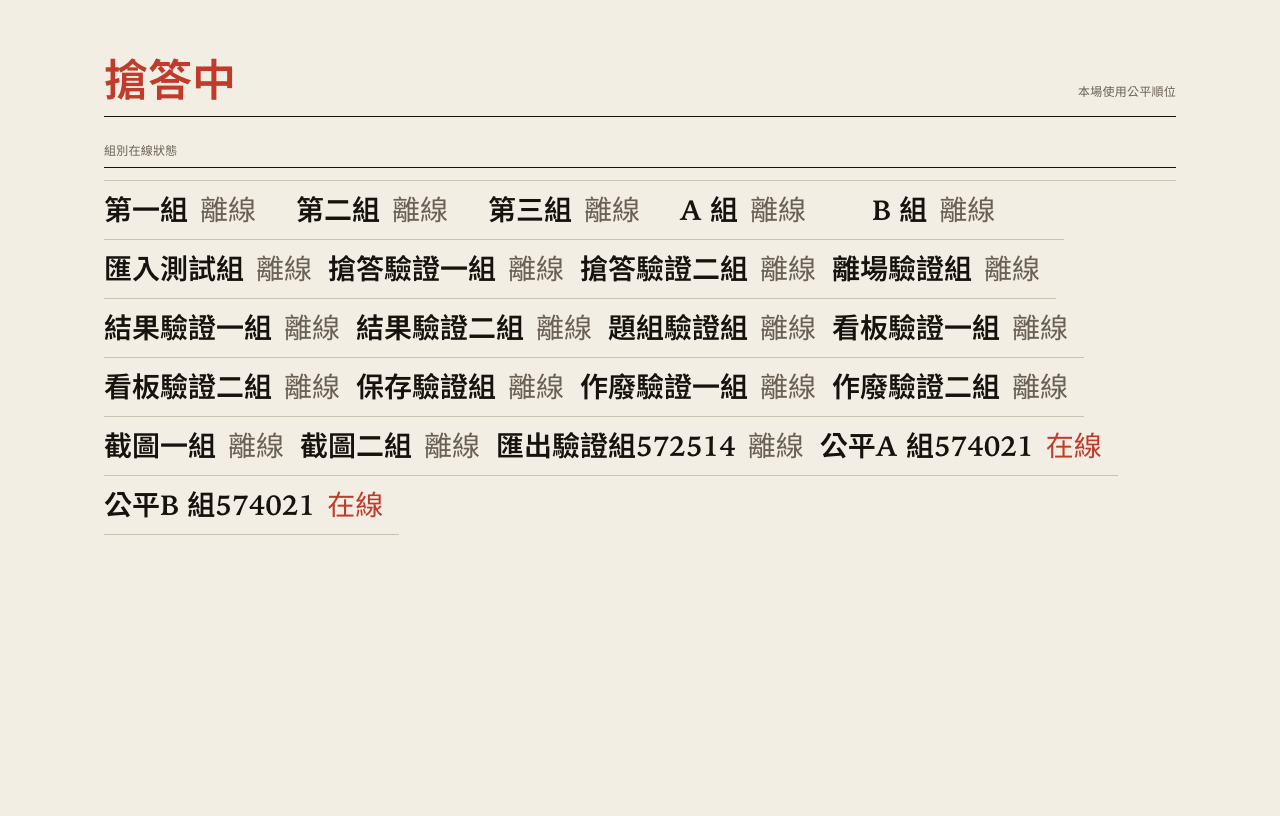 搶答中
本場使用公平順位
組別在線狀態
第一組 離線 第二組 離線 第三組 離線 A 組 離線 B 組 離線
匯入測試組 離線 搶答驗證一組 離線 搶答驗證二組 離線 離場驗證組 離線
結果驗證一組 離線 結果驗證二組 離線 題組驗證組 離線 看板驗證一組 離線
看板驗證二組 離線 保存驗證組 離線 作廢驗證一組 離線 作廢驗證二組 離線
截圖一組 離線 截圖二組 離線 匯出驗證組572514 離線 公平A 組574021 在線
公平B 組574021 在線